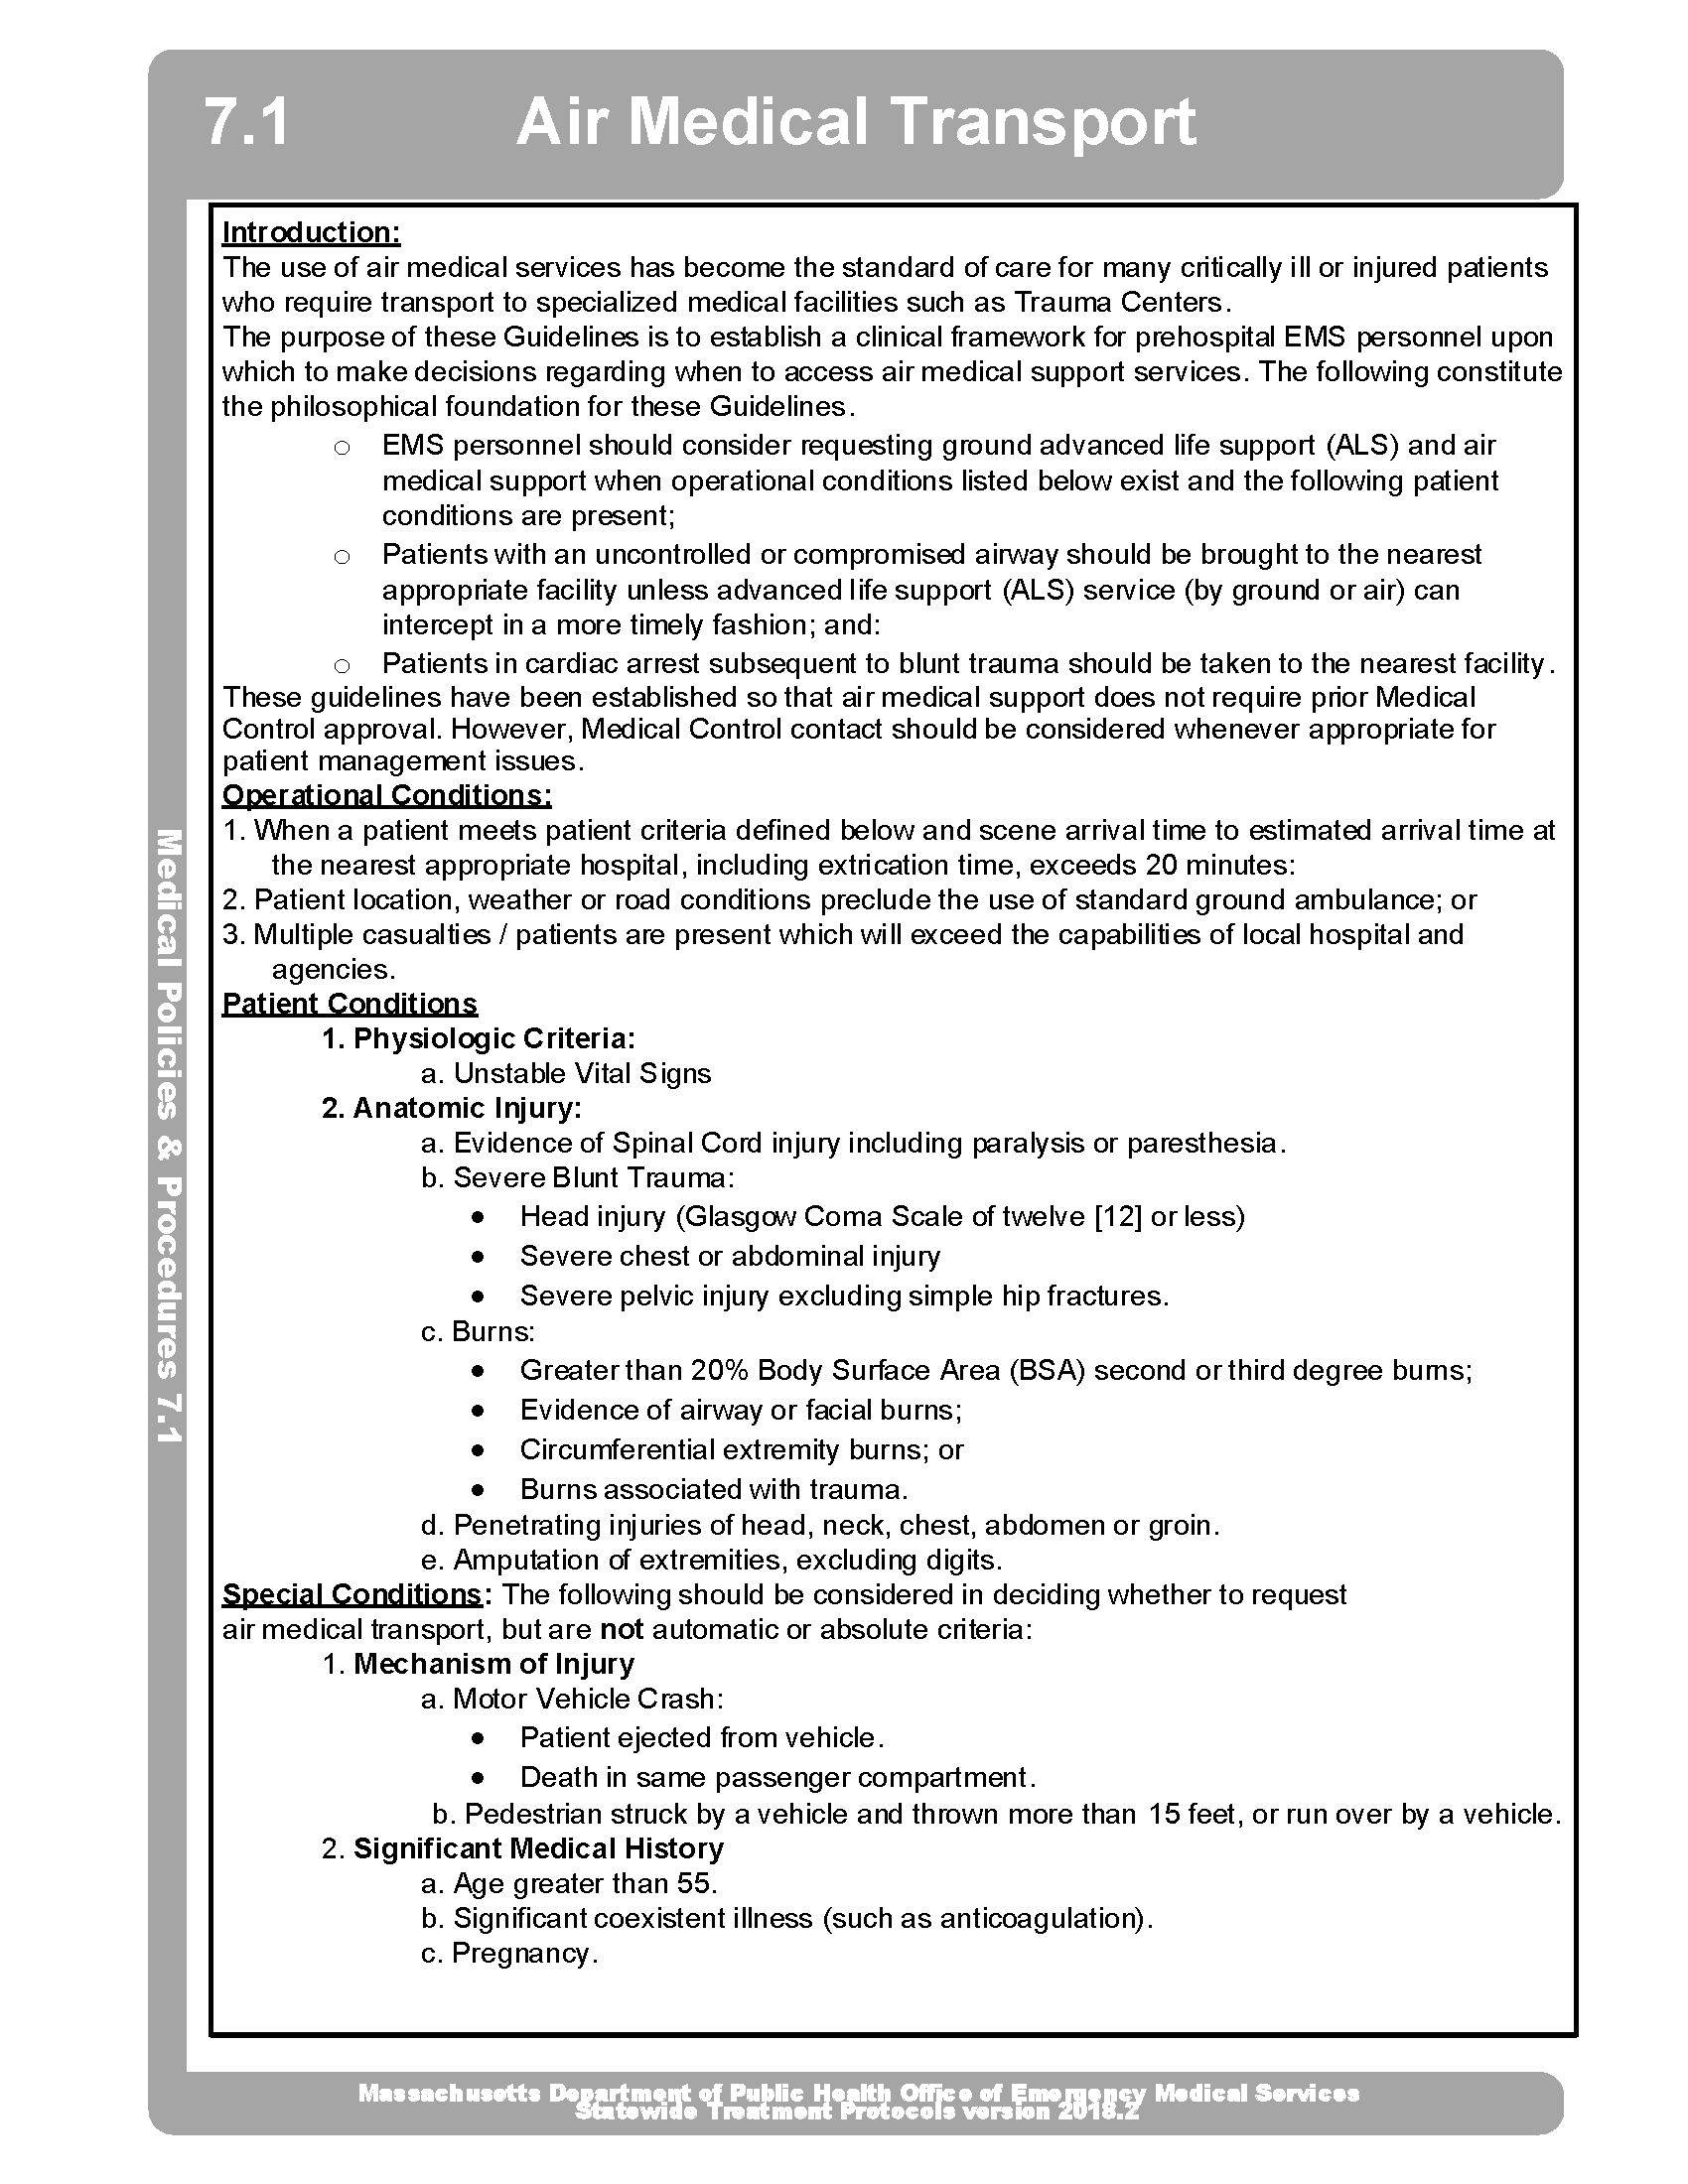 7.1 Air Medical Transport
Introduction:
The use of air medical services has become the standard of care for many critically ill or injured patients
who require transport to specialized medical facilities such as Trauma Centers.
The purpose of these Guidelines is to establish a clinical framework for prehospital EMS personnel upon
which to make decisions regarding when to access air medical support services. The following constitute
the philosophical foundation for these Guidelines.
o EMS personnel should consider requesting ground advanced life support (ALS) and air
medical support when operational conditions listed below exist and the following patient
conditions are present;
o Patients with an uncontrolled or compromised airway should be brought to the nearest
appropriate facility unless advanced life support (ALS) service (by ground or air) can
intercept in a more timely fashion; and:
o Patients in cardiac arrest subsequent to blunt trauma should be taken to the nearest facility.
These guidelines have been established so that air medical support does not require prior Medical
Control approval. However, Medical Control contact should be considered whenever appropriate for
patient management issues.
Operational Conditions:
1. When a patient meets patient criteria defined below and scene arrival time to estimated arrival time at
the nearest appropriate hospital, including extrication time, exceeds 20 minutes:
2. Patient location, weather or road conditions preclude the use of standard ground ambulance; or
3. Multiple casualties / patients are present which will exceed the capabilities of local hospital and
agencies.
Patient Conditions
1. Physiologic Criteria:
a. Unstable Vital Signs
2. Anatomic Injury:
a. Evidence of Spinal Cord injury including paralysis or paresthesia.
b. Severe Blunt Trauma:
• Head injury (Glasgow Coma Scale of twelve [12] or less)
• Severe chest or abdominal injury
• Severe pelvic injury excluding simple hip fractures.
c. Burns:
• Greater than 20% Body Surface Area (BSA) second or third degree burns;
• Evidence of airway or facial burns;
• Circumferential extremity burns; or
• Burns associated with trauma.
d. Penetrating injuries of head, neck, chest, abdomen or groin.
e. Amputation of extremities, excluding digits.
Special Conditions: The following should be considered in deciding whether to request
air medical transport, but are not automatic or absolute criteria:
1. Mechanism of Injury
a. Motor Vehicle Crash:
• Patient ejected from vehicle.
• Death in same passenger compartment.
b. Pedestrian struck by a vehicle and thrown more than 15 feet, or run over by a vehicle.
2. Significant Medical History
a. Age greater than 55.
b. Significant coexistent illness (such as anticoagulation).
c. Pregnancy.
Medical Policies & Procedures 7.1
Massachusetts Department of Public Health Office of Emergency Medical Services
Statewide Treatment Protocols version 2018.2